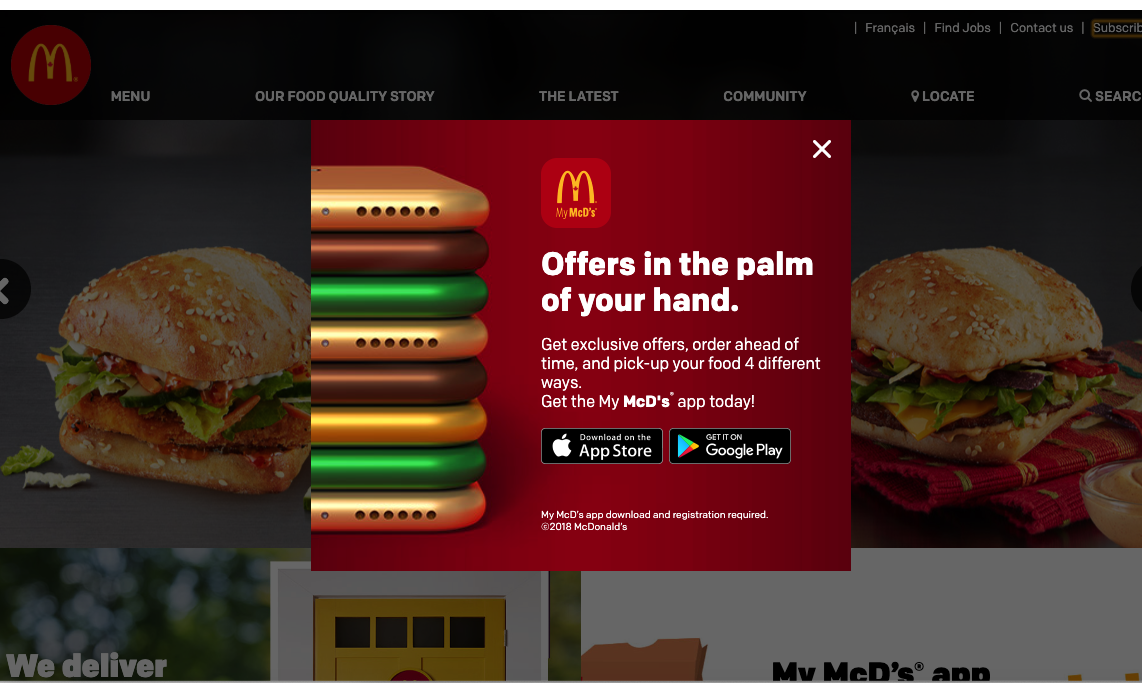 | Français | Find Jobs | Contact us |
MENU
OUR FOOD QUALITY STORY
THE LATEST
COMMUNITY
LOCATE
My McD's®
Offers in the palm
of your hand.
Get exclusive offers, order ahead of
time, and pick-up your food 4 different
ways.
Get the My McD's® app today!
Download on the
App Store
GET IT ON
Google Play
My McD's app download and registration required.
©2018 McDonald's
We deliver
My McD's® app